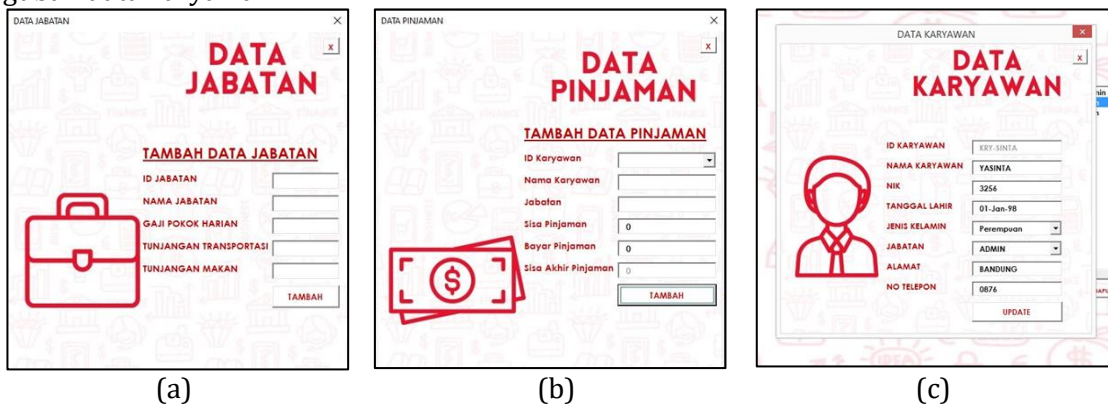 DATA JABATAN
X
DATA
JABATAN
x
TAMBAH DATA JABATAN
ID JABATAN
NAMA JABATAN
GAJI POKOK HARIAN
TUNJANGAN TRANSPORTASI
TUNJANGAN MAKAN
TAMBAH
(a)
DATA PINJAMAN
X
DATA
PINJAMAN
x
TAMBAH DATA PINJAMAN
ID Karyawan
Nama Karyawan
Jabatan
Sisa Pinjaman 0
Bayar Pinjaman 0
Sisa Akhir Pinjaman 0
TAMBAH
$
(b)
DATA KARYAWAN
x
DATA
KARYAWAN
x
ID KARYAWAN KRY-SINTA
NAMA KARYAWAN YASINTA
NIK 3256
TANGGAL LAHIR 01-Jan-98
JENIS KELAMIN Perempuan
JABATAN ADMIN
ALAMAT BANDUNG
NO TELEPON 0876
UPDATE
(c)